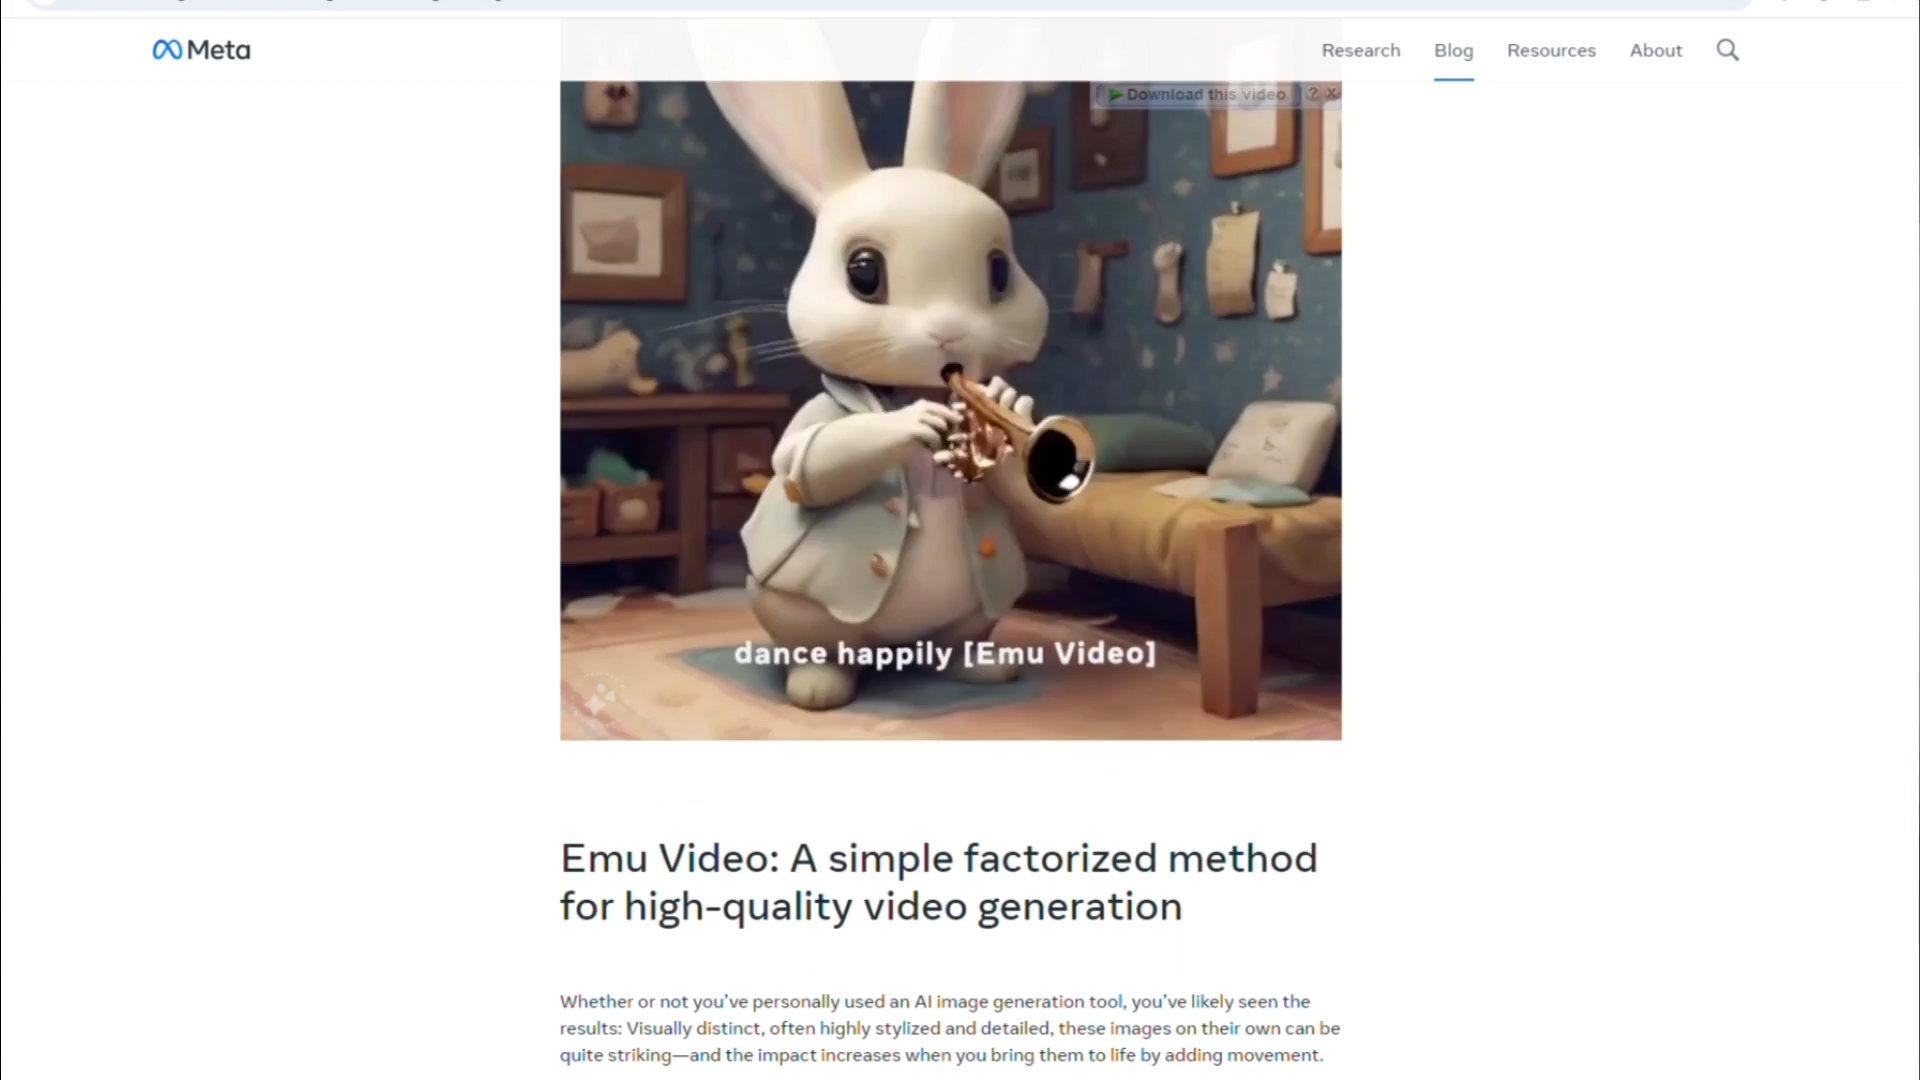 Meta
Research
Blog
Resources
About
Download this video
? x
dance happily [Emu Video]
Emu Video: A simple factorized method
for high-quality video generation
Whether or not you’ve personally used an AI image generation tool, you’ve likely seen the
results: Visually distinct, often highly stylized and detailed, these images on their own can be
quite striking—and the impact increases when you bring them to life by adding movement.